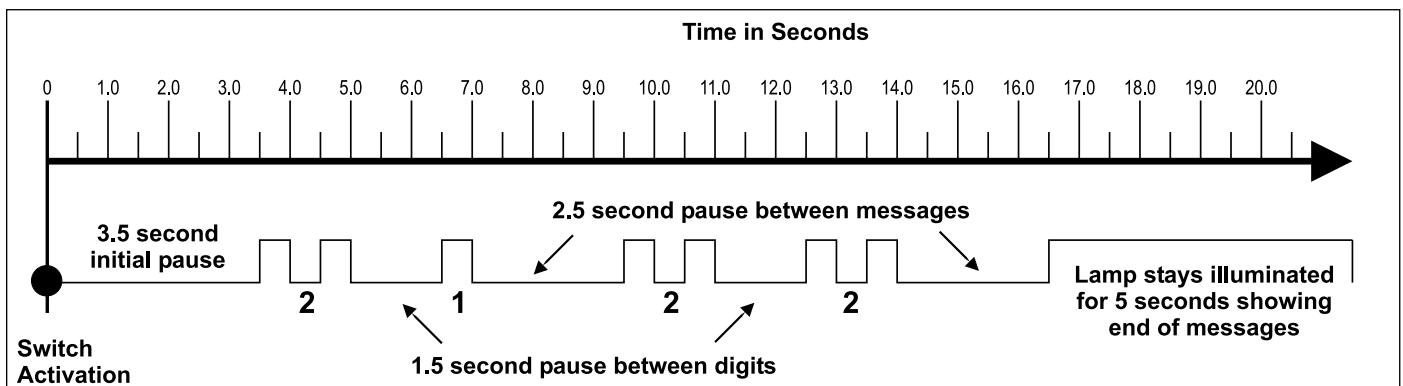 Time in Seconds
0 1.0 2.0 3.0 4.0 5.0 6.0 7.0 8.0 9.0 10.0 11.0 12.0 13.0 14.0 15.0 16.0 17.0 18.0 19.0 20.0
2.5 second pause between messages
3.5 second
initial pause
Lamp stays illuminated
for 5 seconds showing
end of messages
2 1 2 2
Switch
Activation
1.5 second pause between digits